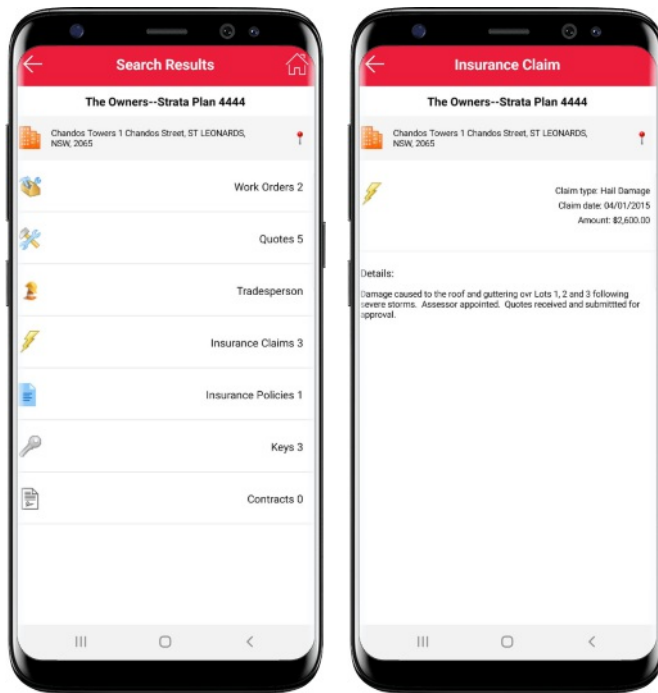 Search Results
The Owners--Strata Plan 4444
Chandos Towers 1 Chandos Street, ST LEONARDS,
NSW, 2065
Work Orders 2
Quotes 5
Tradesperson
Insurance Claims 3
Insurance Policies 1
Keys 3
Contracts 0
Insurance Claim
The Owners--Strata Plan 4444
Chandos Towers 1 Chandos Street, ST LEONARDS,
NSW, 2065
Claim type: Hail Damage
Claim date: 04/01/2015
Amount: $2,600.00
Details:
Damage caused to the roof and guttering ovr Lots 1, 2 and 3 following
severe storms. Assessor appointed. Quotes received and submittted for
approval.